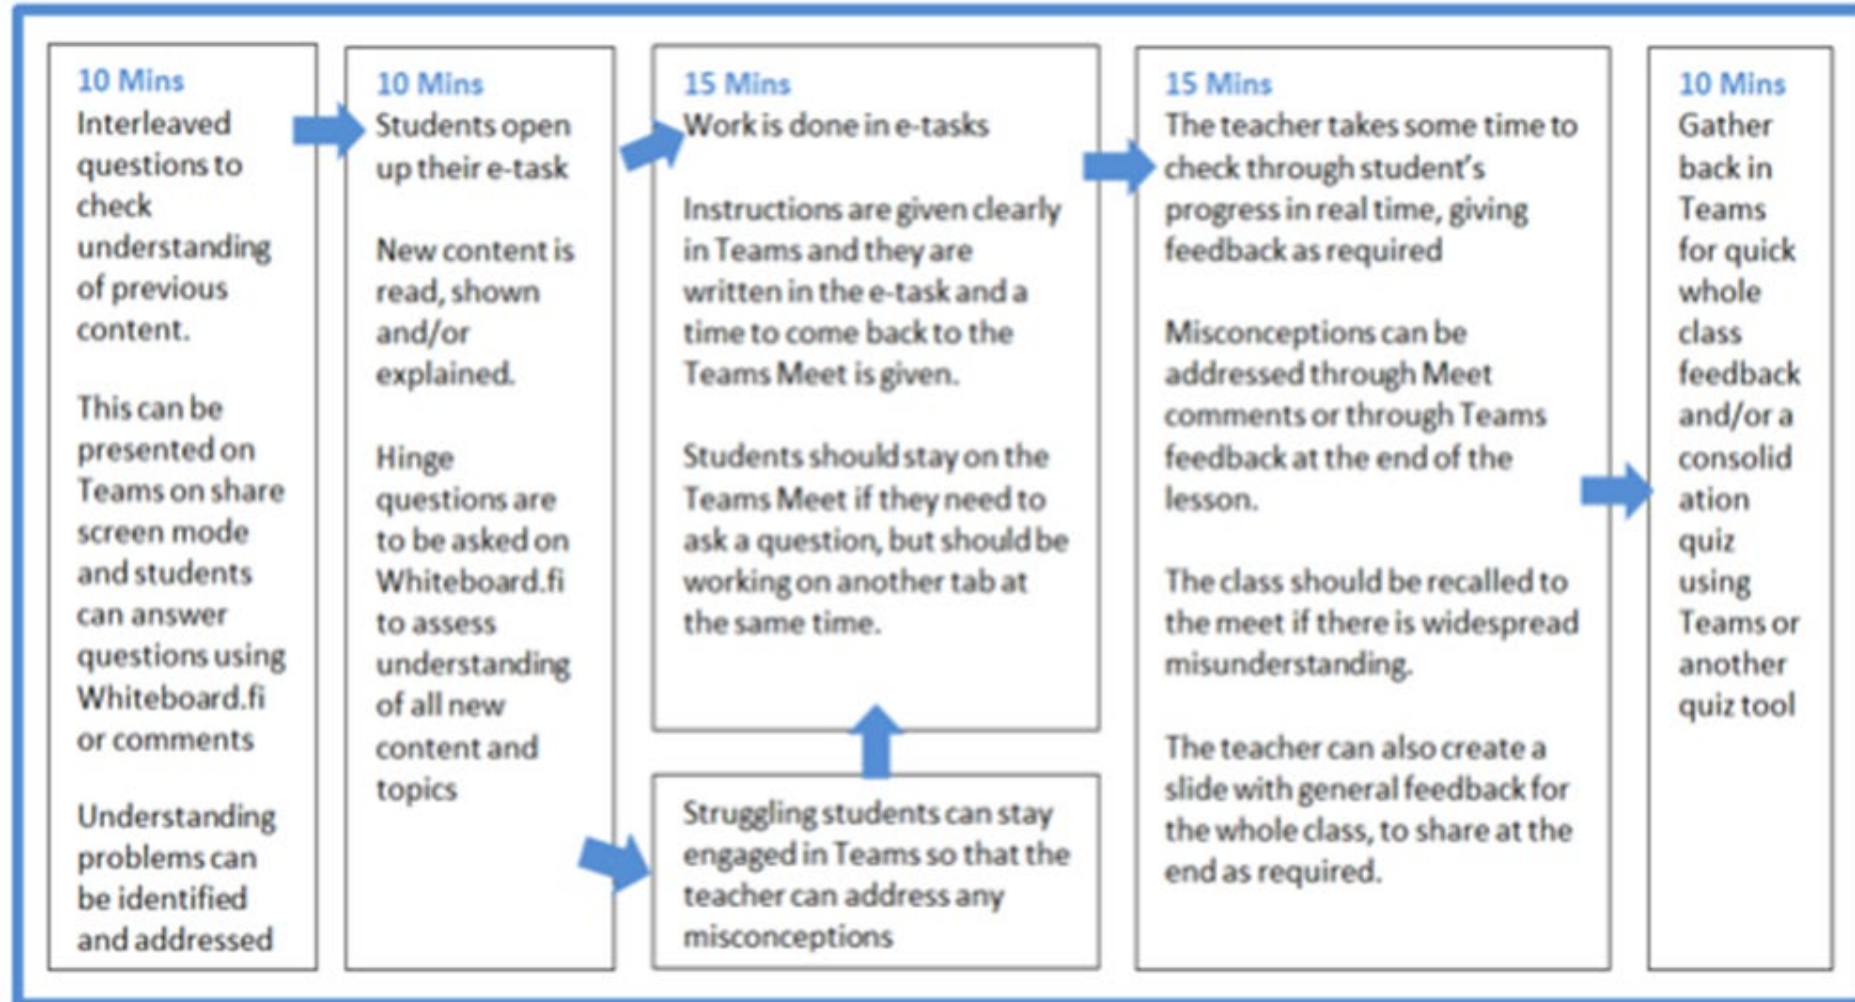 10 Mins
Interleaved
questions to
check
understanding
of previous
content.
This can be
presented on
Teams on share
screen mode
and students
can answer
questions using
Whiteboard.fi
or comments
Understanding
problems can
be identified
and addressed
10 Mins
Students open
up their e-task
New content is
read, shown
and/or
explained.
Hinge
questions are
to be asked on
Whiteboard.fi
to assess
understanding
of all new
content and
topics
15 Mins
Work is done in e-tasks
Instructions are given clearly
in Teams and they are
written in the e-task and a
time to come back to the
Teams Meet is given.
Students should stay on the
Teams Meet if they need to
ask a question, but should be
working on another tab at
the same time.
Struggling students can stay
engaged in Teams so that the
teacher can address any
misconceptions
15 Mins
The teacher takes some time to
check through student's
progress in real time, giving
feedback as required
Misconceptions can be
addressed through Meet
comments or through Teams
feedback at the end of the
lesson.
The class should be recalled to
the meet if there is widespread
misunderstanding.
The teacher can also create a
slide with general feedback for
the whole class, to share at the
end as required.
10 Mins
Gather
back in
Teams
for quick
whole
class
feedback
and/or a
consolid
ation
quiz
using
Teams or
another
quiz tool